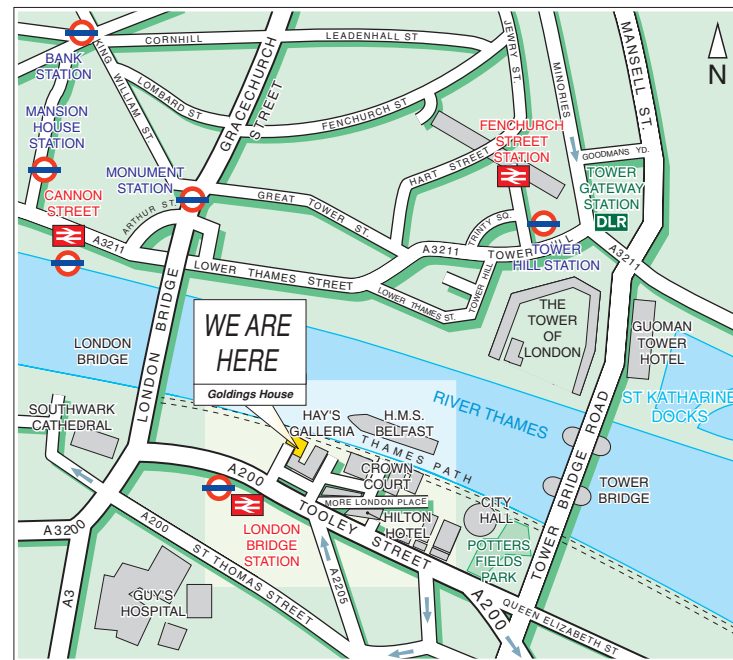 CORNHILL
LEADENHALL ST
JEWRY ST.
MINORIES
MANSELL ST.
N
BANK
STATION
KING WILLIAM ST.
LOMBARD ST
GRACECHURCH
STREET
FENCHURCH ST
MANSION
HOUSE
STATION
MONUMENT
STATION
FENCHURCH
STREET
STATION
GOODMANS YD.
TOWER
GATEWAY
STATION
DLR
CANNON
STREET
ARTHUR ST.
GREAT TOWER ST.
HART STREET
TRINITY SQ.
A3211
A3211
TOWER HILL
TOWER
HILL STATION
A3211
LOWER THAMES STREET
LOWER THAMES ST.
TOWER HILL
LONDON BRIDGE
LONDON
BRIDGE
WE ARE
HERE
Goldings House
THE
TOWER
OF
LONDON
GUOMAN
TOWER
HOTEL
ST KATHARINE
DOCKS
RIVER THAMES
SOUTHWARK
CATHEDRAL
HAY'S
GALLERIA
H.M.S.
BELFAST
THAMES PATH
CROWN
COURT
MORE LONDON PLACE
HILTON
HOTEL
CITY
HALL
TOWER
BRIDGE
TOWER BRIDGE ROAD
A200
TOOLEY STREET
LONDON
BRIDGE
STATION
POTTERS
FIELDS
PARK
A3200
A200
ST THOMAS STREET
A2205
A200
QUEEN ELIZABETH ST
A3
GUY'S
HOSPITAL